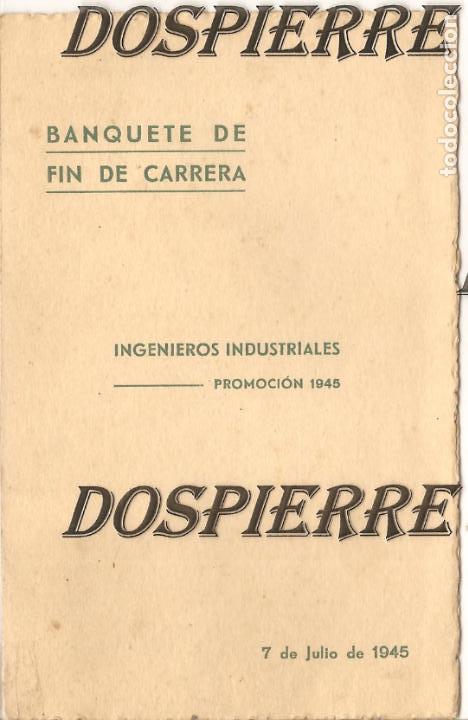 DOSPIERRE
todocoleccion
BANQUETE DE
FIN DE CARRERA
INGENIEROS INDUSTRIALES
PROMOCIÓN 1945
DOSPIERRE
7 de Julio de 1945